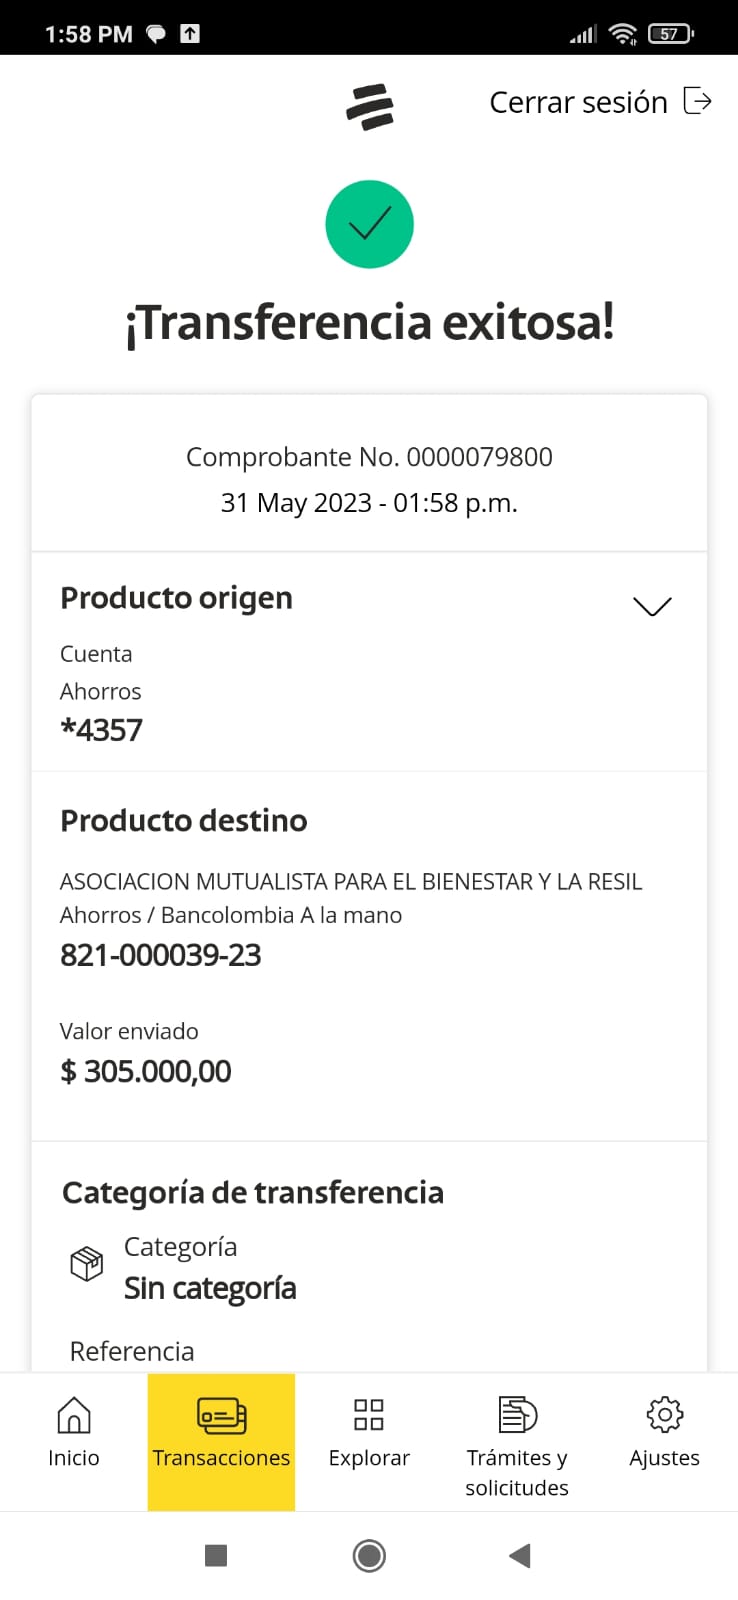 1:58 PM
57
Cerrar sesión
¡Transferencia exitosa!
Comprobante No. 0000079800
31 May 2023 - 01:58 p.m.
Producto origen
Cuenta
Ahorros
*4357
Producto destino
ASOCIACION MUTUALISTA PARA EL BIENESTAR Y LA RESIL
Ahorros / Bancolombia A la mano
821-000039-23
Valor enviado
$ 305.000,00
Categoría de transferencia
Categoría
Sin categoría
Referencia
Inicio
Transacciones
Explorar
Trámites y
solicitudes
Ajustes